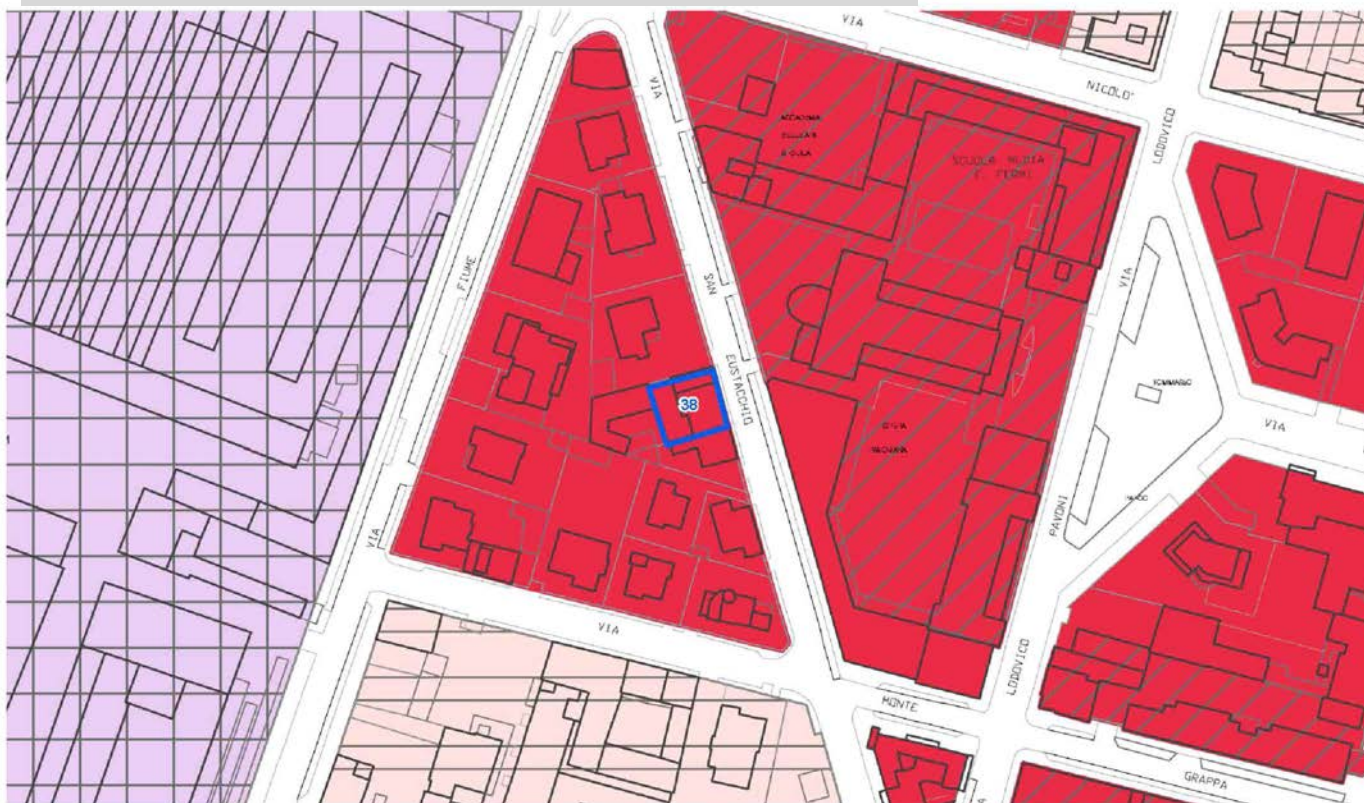 VIA
NICOLO'
LODOVICO
VIA
SCUOLA MEDIA
E. FERMI
VIA
FIUME
SAN
EUSTACCHIO
38
TOMMASEO
VIA
PAVONI
VIA
VIA
LODOVICO
MONTE
GRAPPA